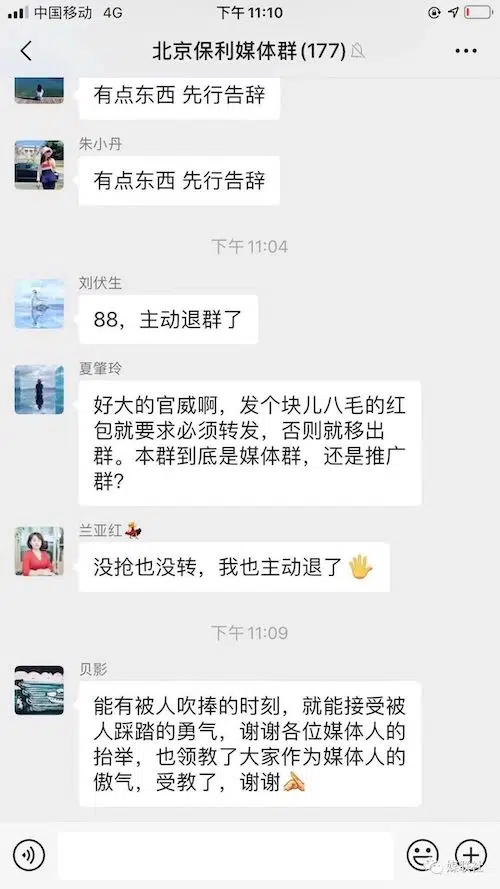 中国移动 4G 下午11:10
北京保利媒体群(177)
有点东西 先行告辞
朱小丹
有点东西 先行告辞
下午 11:04
刘伏生
88，主动退群了
夏肇玲
好大的官威啊，发个块儿八毛的红
包就要求必须转发，否则就移出
群。本群到底是媒体群，还是推广
群？
兰亚红💃
没抢也没转，我也主动退了🖐
下午 11:09
贝影
能有被人吹捧的时刻，就能接受被
人踩踏的勇气，谢谢各位媒体人的
抬举，也领教了大家作为媒体人的
傲气，受教了，谢谢🙏